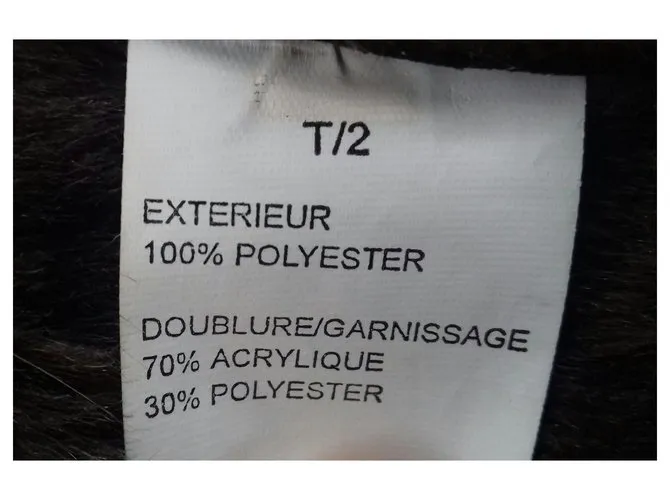 T/2
EXTERIEUR
100% POLYESTER
DOUBLURE/GARNISSAGE
70% ACRYLIQUE
30% POLYESTER